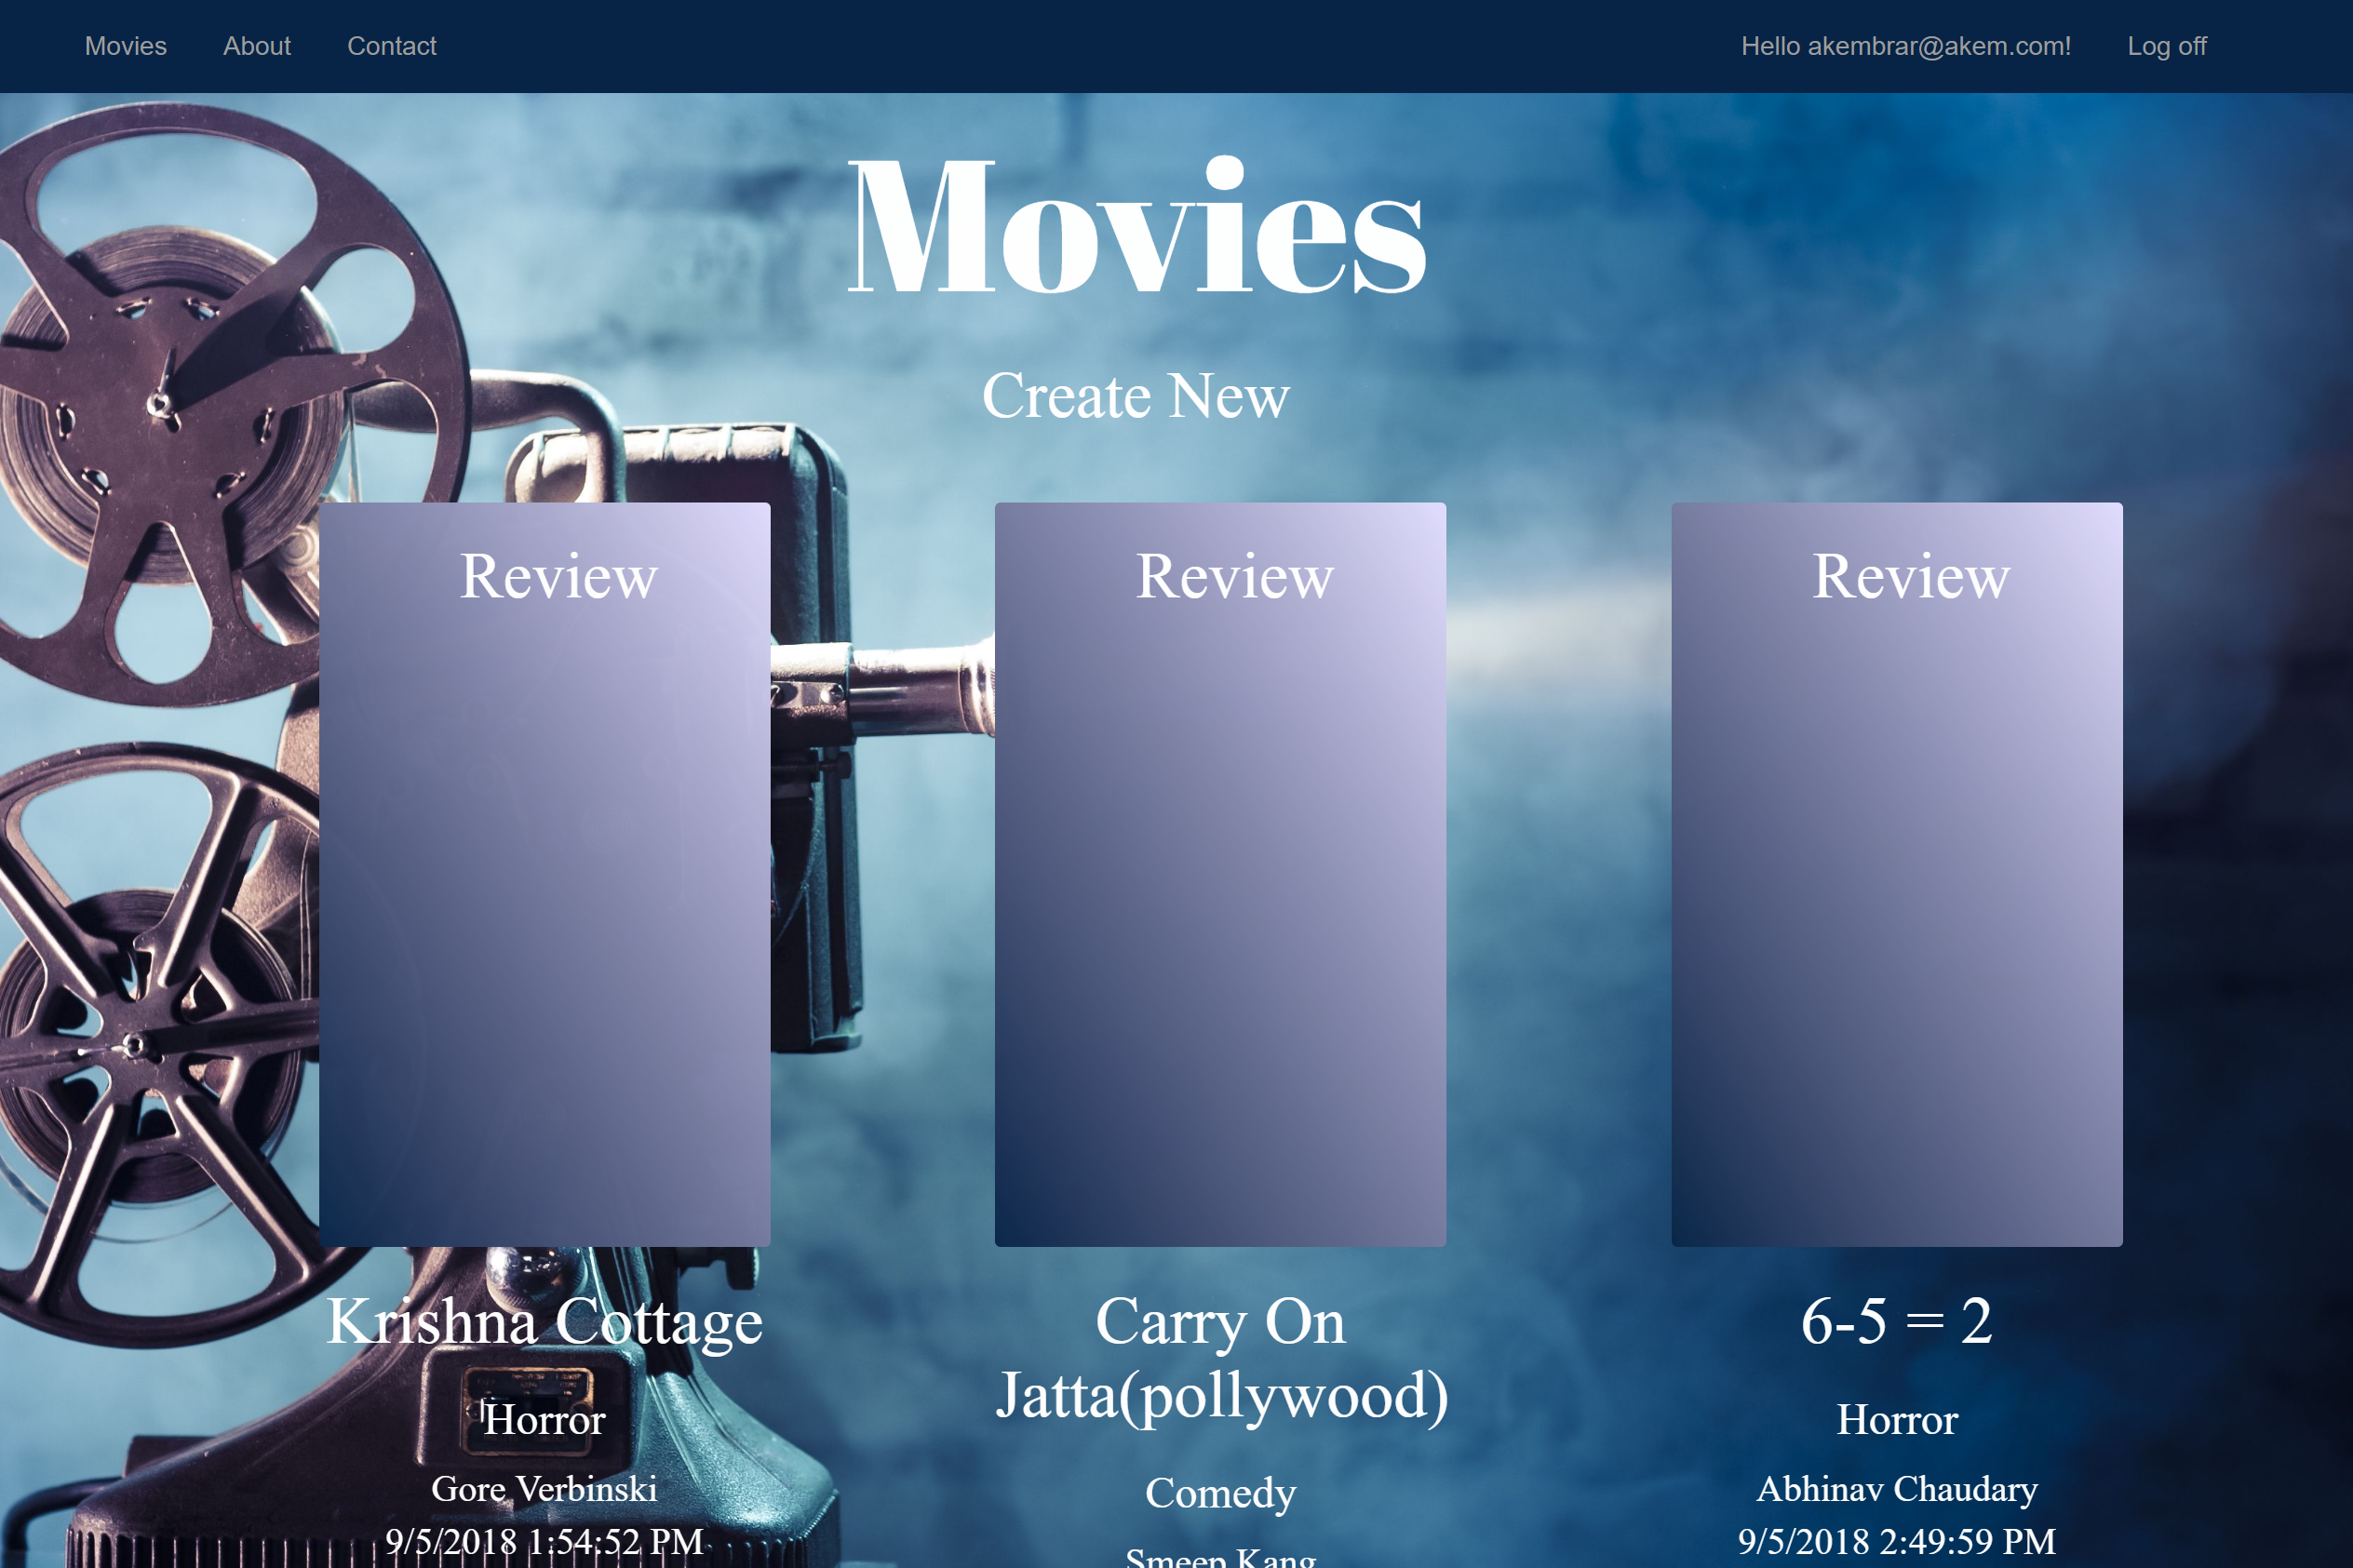 Movies About Contact Hello akembrar@akem.com! Log off
Movies
Create New
Review
Krishna Cottage
Horror
Gore Verbinski
9/5/2018 1:54:52 PM
Review
Carry On
Jatta(pollywood)
Comedy
Smeep Kang
Review
6-5 = 2
Horror
Abhinav Chaudary
9/5/2018 2:49:59 PM